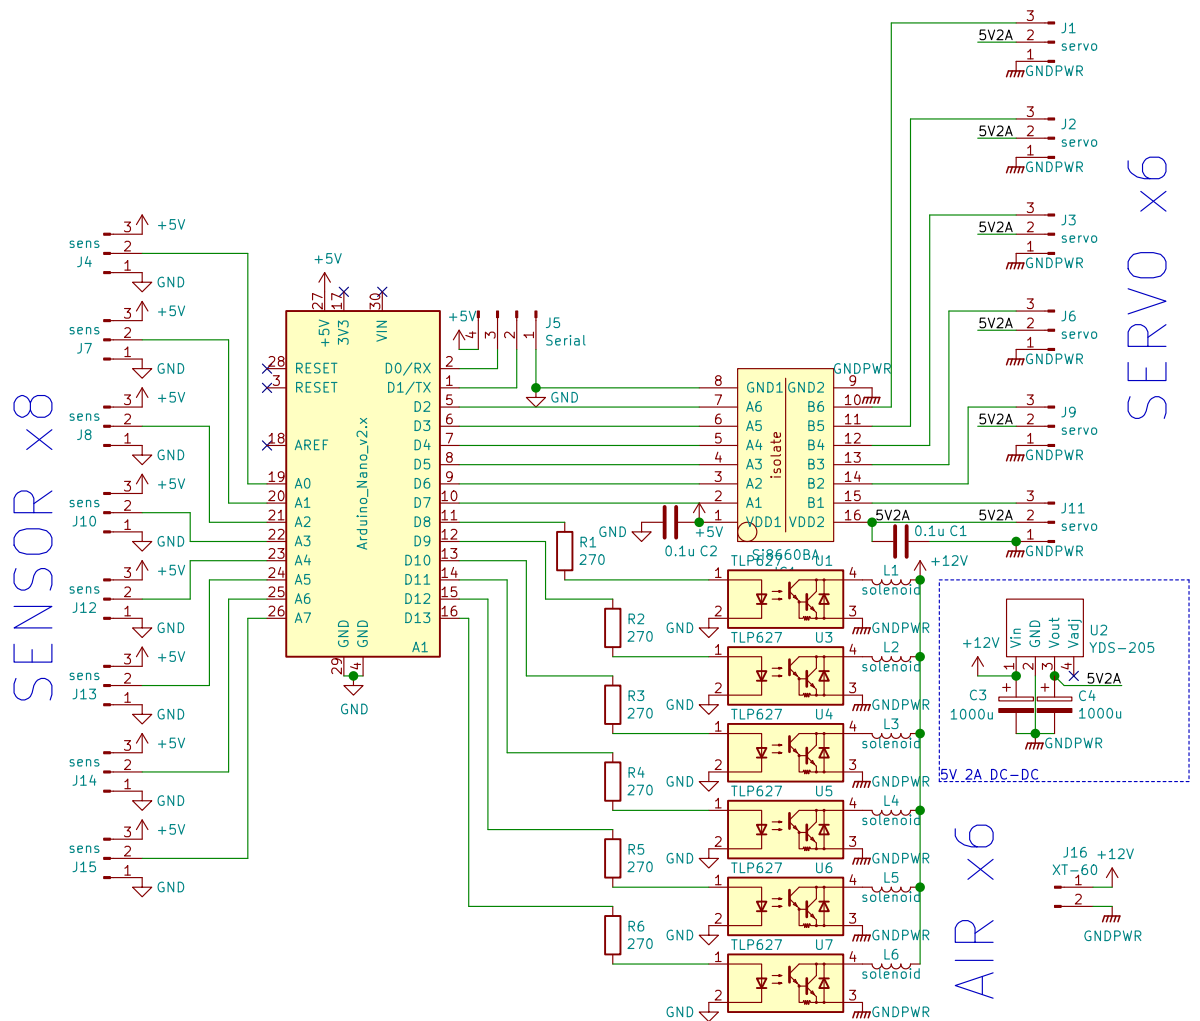 SENSOR x8
+5V
3
sens
2
J4
1
GND
+5V
3
sens
2
J7
1
GND
+5V
3
sens
2
J8
1
GND
+5V
3
sens
2
J10
1
GND
+5V
3
sens
2
J12
1
GND
+5V
3
sens
2
J13
1
GND
+5V
3
sens
2
J14
1
GND
+5V
3
sens
2
J15
1
GND
+5V
27 17 30
+5V 3V3 VIN
28 RESET
3 RESET
18 AREF
19 A0
20 A1
21 A2
22 A3
23 A4
24 A5
25 A6
26 A7
Arduino_Nano_v2.x
D0/RX 2
D1/TX 1
D2 5
D3 6
D4 7
D5 8
D6 9
D7 10
D8 11
D9 12
D10 13
D11 14
D12 15
D13 16
GND GND
A1
29 4
GND
+5V
4 3 2 1
J5
Serial
GND
GNDPWR
8 GND1 GND2 9
7 A6 B6 10
6 A5 B5 11
5 A4 B4 12
4 A3 B3 13
3 A2 B2 14
2 A1 B1 15
1 VDD1 VDD2 16
isolate
Si8660BA
GND
0.1u C2
+5V
5V2A
0.1u C1
R1
270
R2
270
R3
270
R4
270
R5
270
R6
270
TLP627 U1
1 4
2 3
GND
GNDPWR
L1
solenoid
+12V
TLP627 U3
1 4
2 3
GND
GNDPWR
L2
solenoid
TLP627 U4
1 4
2 3
GND
GNDPWR
L3
solenoid
TLP627 U5
1 4
2 3
GND
GNDPWR
L4
solenoid
TLP627 U6
1 4
2 3
GND
GNDPWR
L5
solenoid
TLP627 U7
1 4
2 3
GND
GNDPWR
L6
solenoid
AIR x6
3
J1
5V2A 2
servo
1
GNDPWR
3
J2
5V2A 2
servo
1
GNDPWR
3
J3
5V2A 2
servo
1
GNDPWR
3
J6
5V2A 2
servo
1
GNDPWR
3
J9
5V2A 2
servo
1
GNDPWR
3
J11
5V2A 2
servo
1
GNDPWR
SERVO x6
Vin GND Vout Vadj
U2
YDS-205
+12V
1 2 3 4
5V2A
C3
1000u
+
+
C4
1000u
GNDPWR
5V 2A DC-DC
J16 +12V
XT-60
1
2
GNDPWR